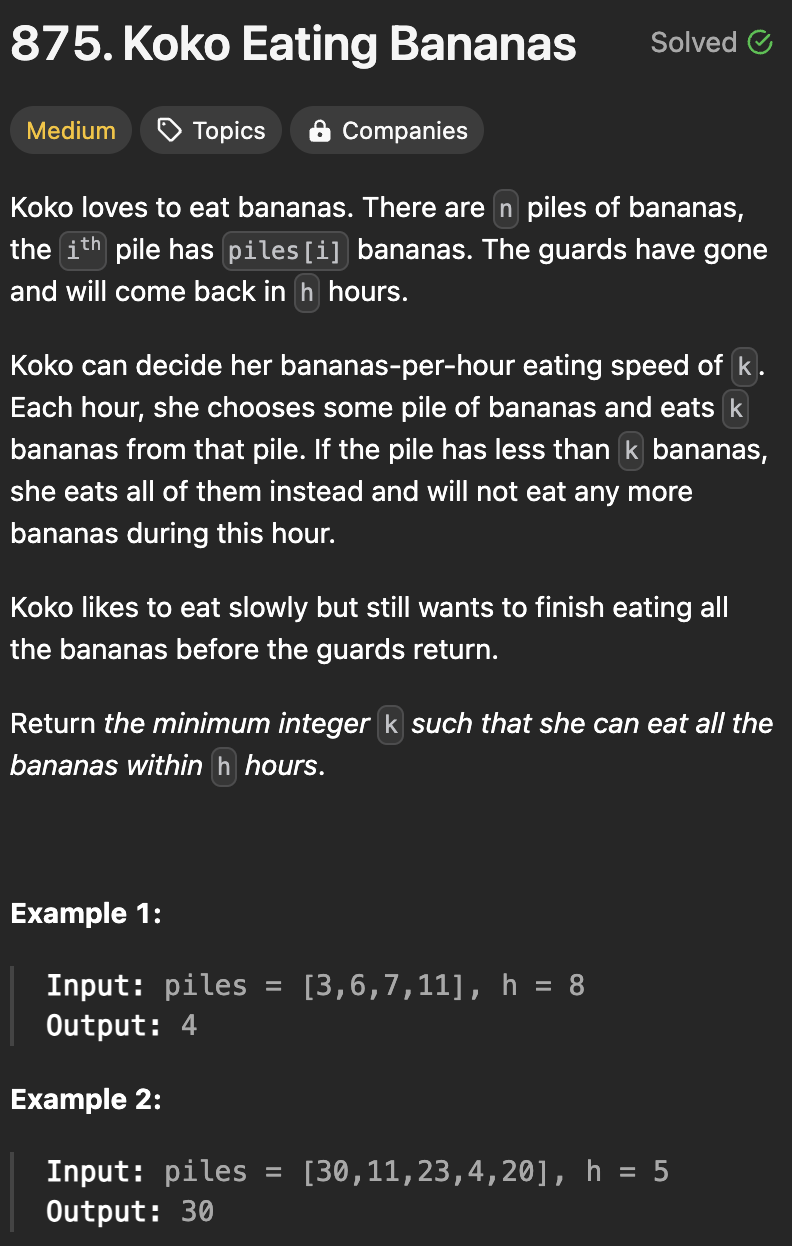 875. Koko Eating Bananas
Solved
Medium
Topics
Companies
Koko loves to eat bananas. There are n piles of bananas,
the ith pile has piles[i] bananas. The guards have gone
and will come back in h hours.
Koko can decide her bananas-per-hour eating speed of k.
Each hour, she chooses some pile of bananas and eats k
bananas from that pile. If the pile has less than k bananas,
she eats all of them instead and will not eat any more
bananas during this hour.
Koko likes to eat slowly but still wants to finish eating all
the bananas before the guards return.
Return the minimum integer k such that she can eat all the
bananas within h hours.
Example 1:
Input: piles = [3,6,7,11], h = 8
Output: 4
Example 2:
Input: piles = [30,11,23,4,20], h = 5
Output: 30